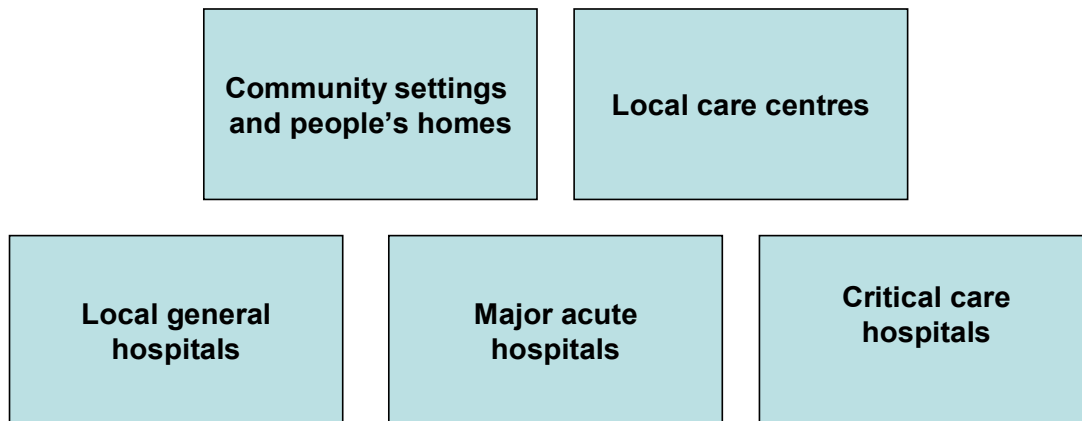 Community settings
and people's homes
Local care centres
Local general
hospitals
Major acute
hospitals
Critical care
hospitals